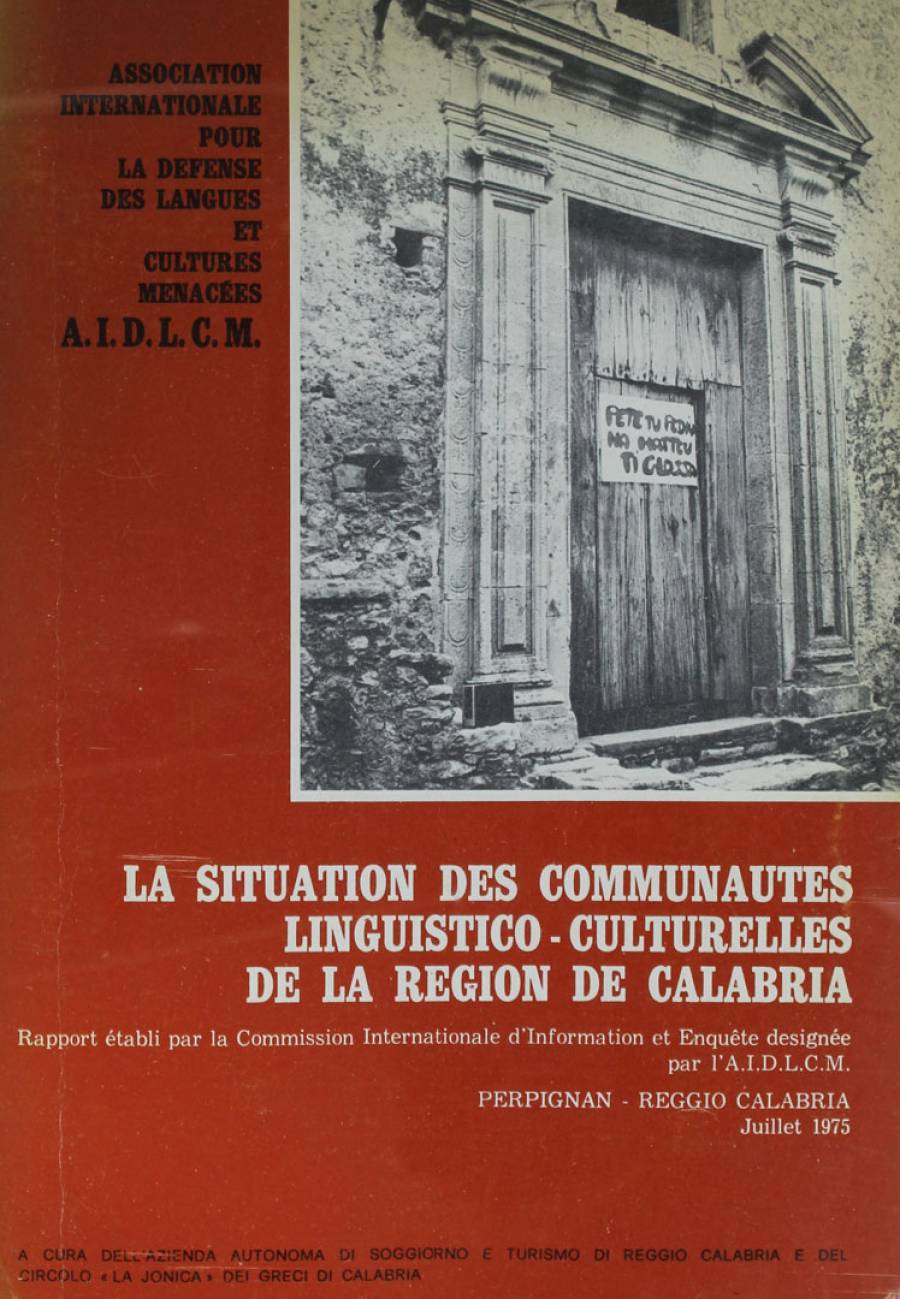 ASSOCIATION
INTERNATIONALE
POUR
LA DEFENSE
DES LANGUES
ET
CULTURES
MENACÉES
A.I.D.L.C.M.
PETE TU PEDIA
NA MATTEU
TI GLOSSA
LA SITUATION DES COMMUNAUTES
LINGUISTICO - CULTURELLES
DE LA REGION DE CALABRIA
Rapport établi par la Commission Internationale d'Information et Enquête designée
par l'A.I.D.L.C.M.
PERPIGNAN - REGGIO CALABRIA
Juillet 1975
A CURA DELL'AZIENDA AUTONOMA DI SOGGIORNO E TURISMO DI REGGIO CALABRIA E DEL
CIRCOLO « LA JONICA » DEI GRECI DI CALABRIA